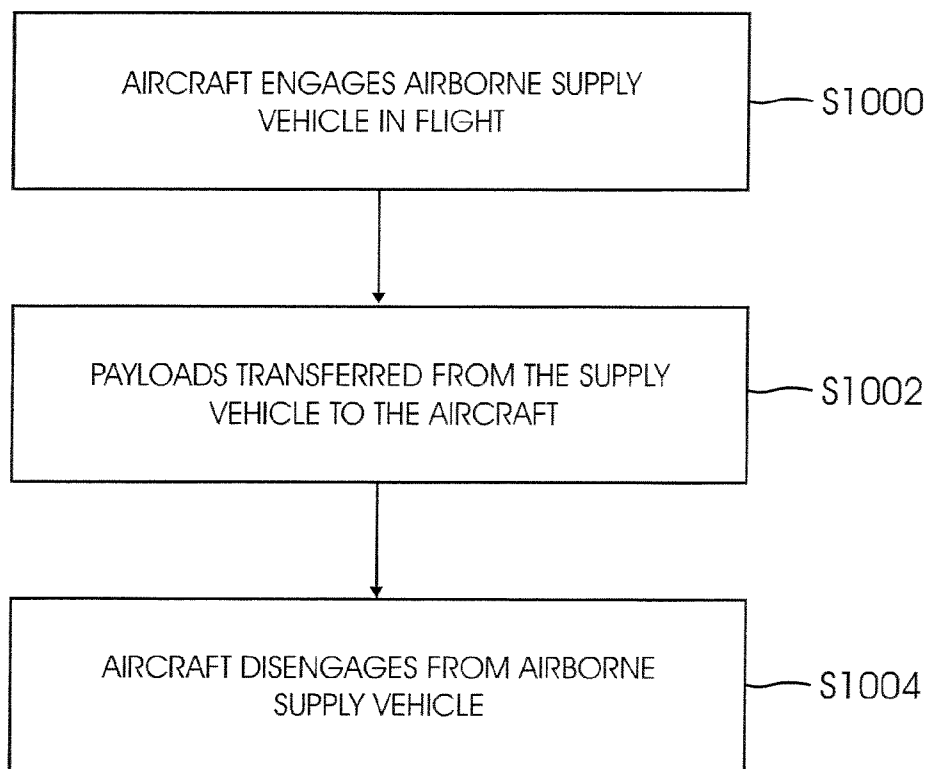 AIRCRAFT ENGAGES AIRBORNE SUPPLY
VEHICLE IN FLIGHT
S1000
PAYLOADS TRANSFERRED FROM THE SUPPLY
VEHICLE TO THE AIRCRAFT
S1002
AIRCRAFT DISENGAGES FROM AIRBORNE
SUPPLY VEHICLE
S1004